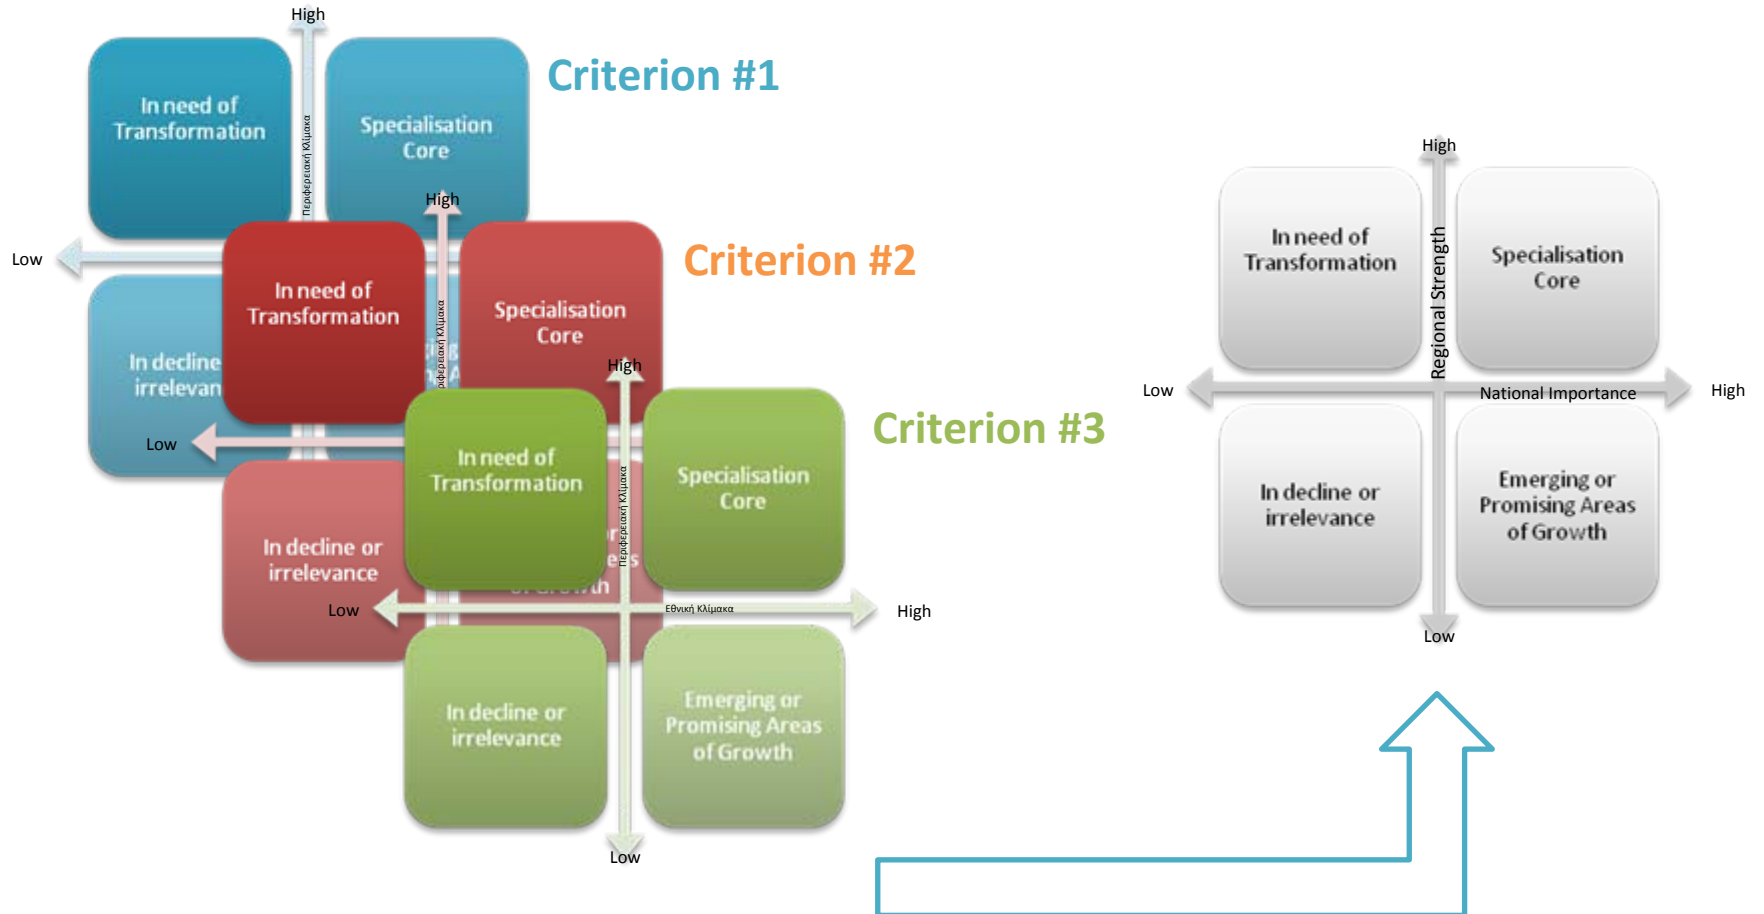 High
Criterion #1
In need of
Transformation
Specialisation
Core
Περιφερειακή Κλίμακα
Low
In decline
High
Criterion #2
In need of
Transformation
Specialisation
Core
Low
In decline or
irrelevance
of Growth
High
Criterion #3
In need of
Transformation
Specialisation
Core
Περιφερειακή Κλίμακα
Low
Εθνική Κλίμακα
High
In decline or
irrelevance
Emerging or
Promising Areas
of Growth
Low
High
In need of
Transformation
Specialisation
Core
Regional Strength
Low
National Importance
High
In decline or
irrelevance
Emerging or
Promising Areas
of Growth
Low